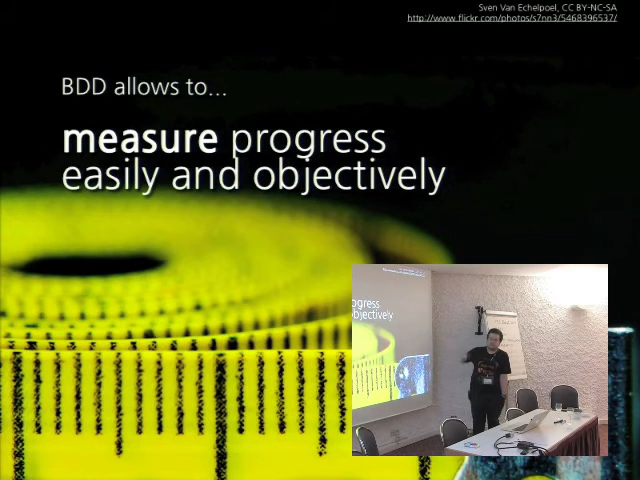 Sven Van Echelpoel, CC BY-NC-SA
http://www.flickr.com/photos/s7nn3/5468396537/
BDD allows to...
measure progress
easily and objectively
ogress
objectively